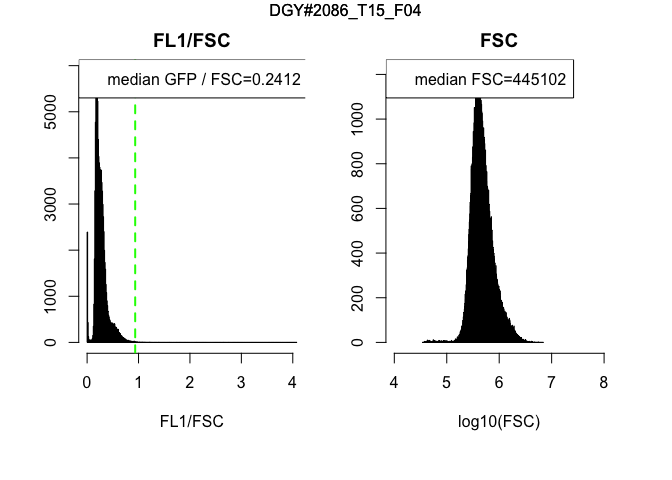 DGY#2086_T15_F04
FL1/FSC
median GFP / FSC=0.2412
5000
3000
1000
0
0 1 2 3 4
FL1/FSC
FSC
median FSC=445102
1000
800
600
400
200
0
4 5 6 7 8
log10(FSC)